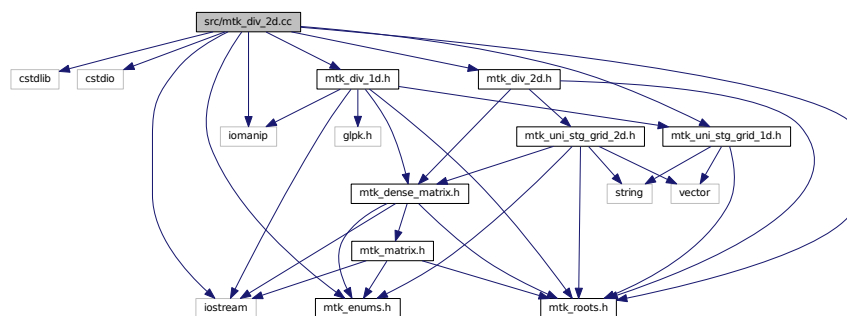 src/mtk_div_2d.cc
cstdlib
cstdio
mtk_div_1d.h
mtk_div_2d.h
iomanip
glpk.h
mtk_uni_stg_grid_2d.h
mtk_uni_stg_grid_1d.h
mtk_dense_matrix.h
string
vector
mtk_matrix.h
iostream
mtk_enums.h
mtk_roots.h